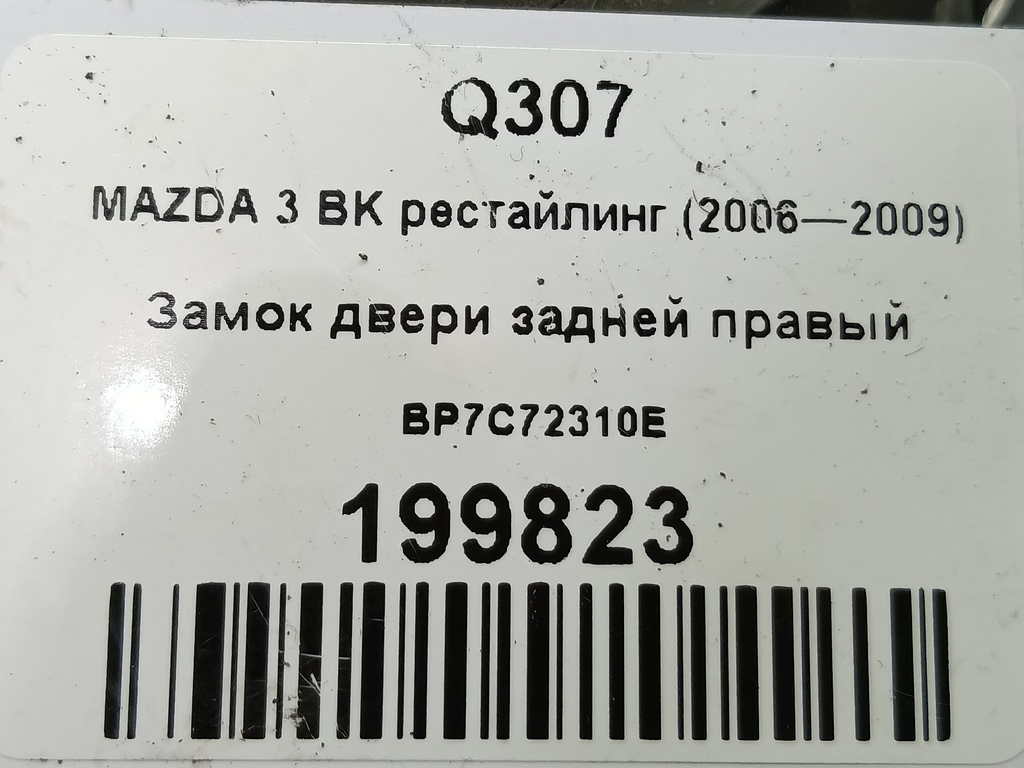 Q307
MAZDA 3 BK рестайлинг (2006—2009)
Замок двери задней правый
BP7C72310E
199823